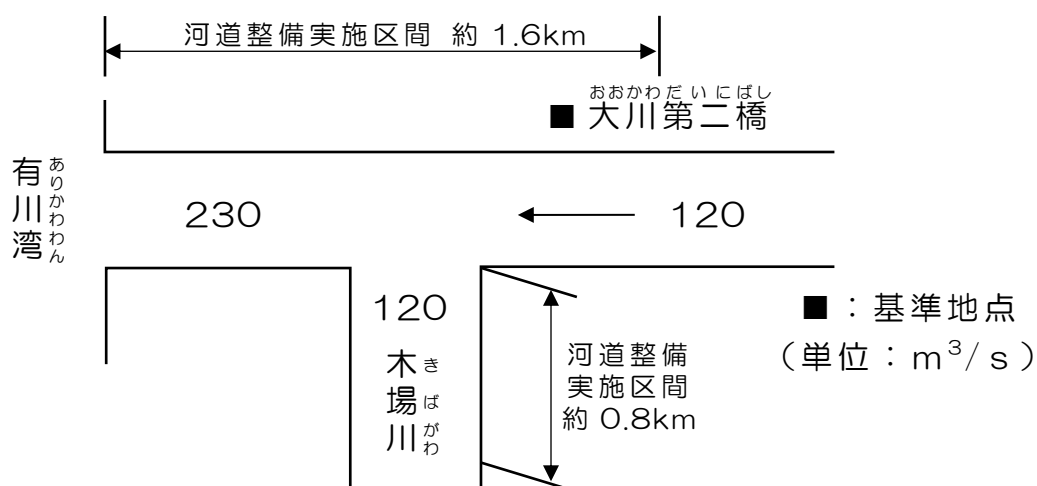 河道整備実施区間 約 1.6km
おおかわだいにばし
■ 大川第二橋
有川湾
ありかわわん
230
120
120
木場川
きばがわ
河道整備
実施区間
約 0.8km
■：基準地点
（単位：m³/s）